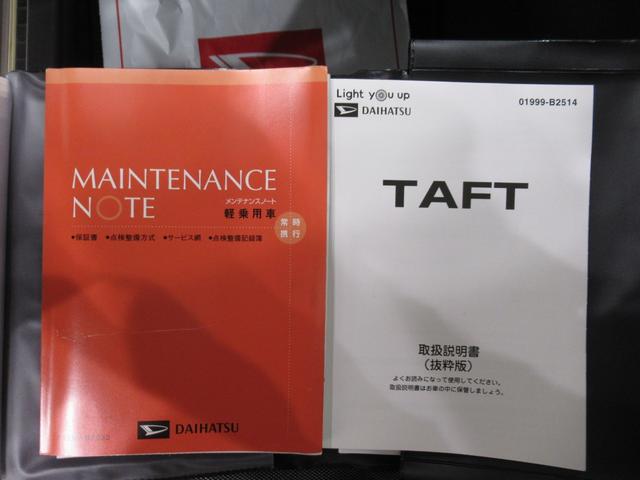 MAINTENANCE
NOTE
メンテナンスノート
軽乗用車
常時
携行
●保証書 ●点検整備方式 ●サービス網 ●点検整備記録簿
DAIHATSU
Light you up
DAIHATSU
01999-B2514
TAFT
取扱説明書
(抜粋版)
よくお読みになって使用してください。
取扱説明書はお車の中に保管しましょう。